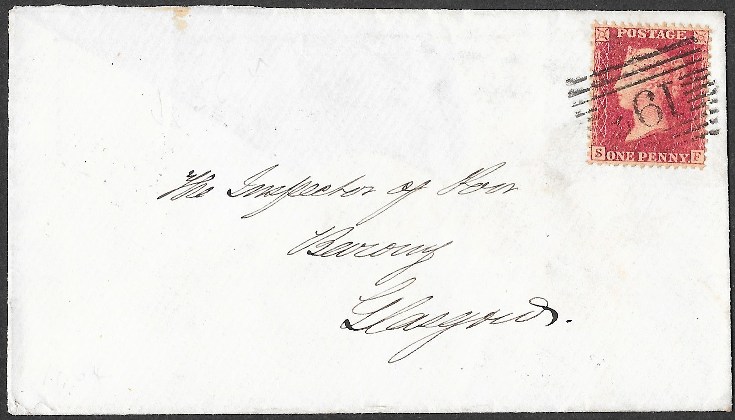 POSTAGE
S ONE PENNY F
The Inspector of Poor
Barony
Glasgow.